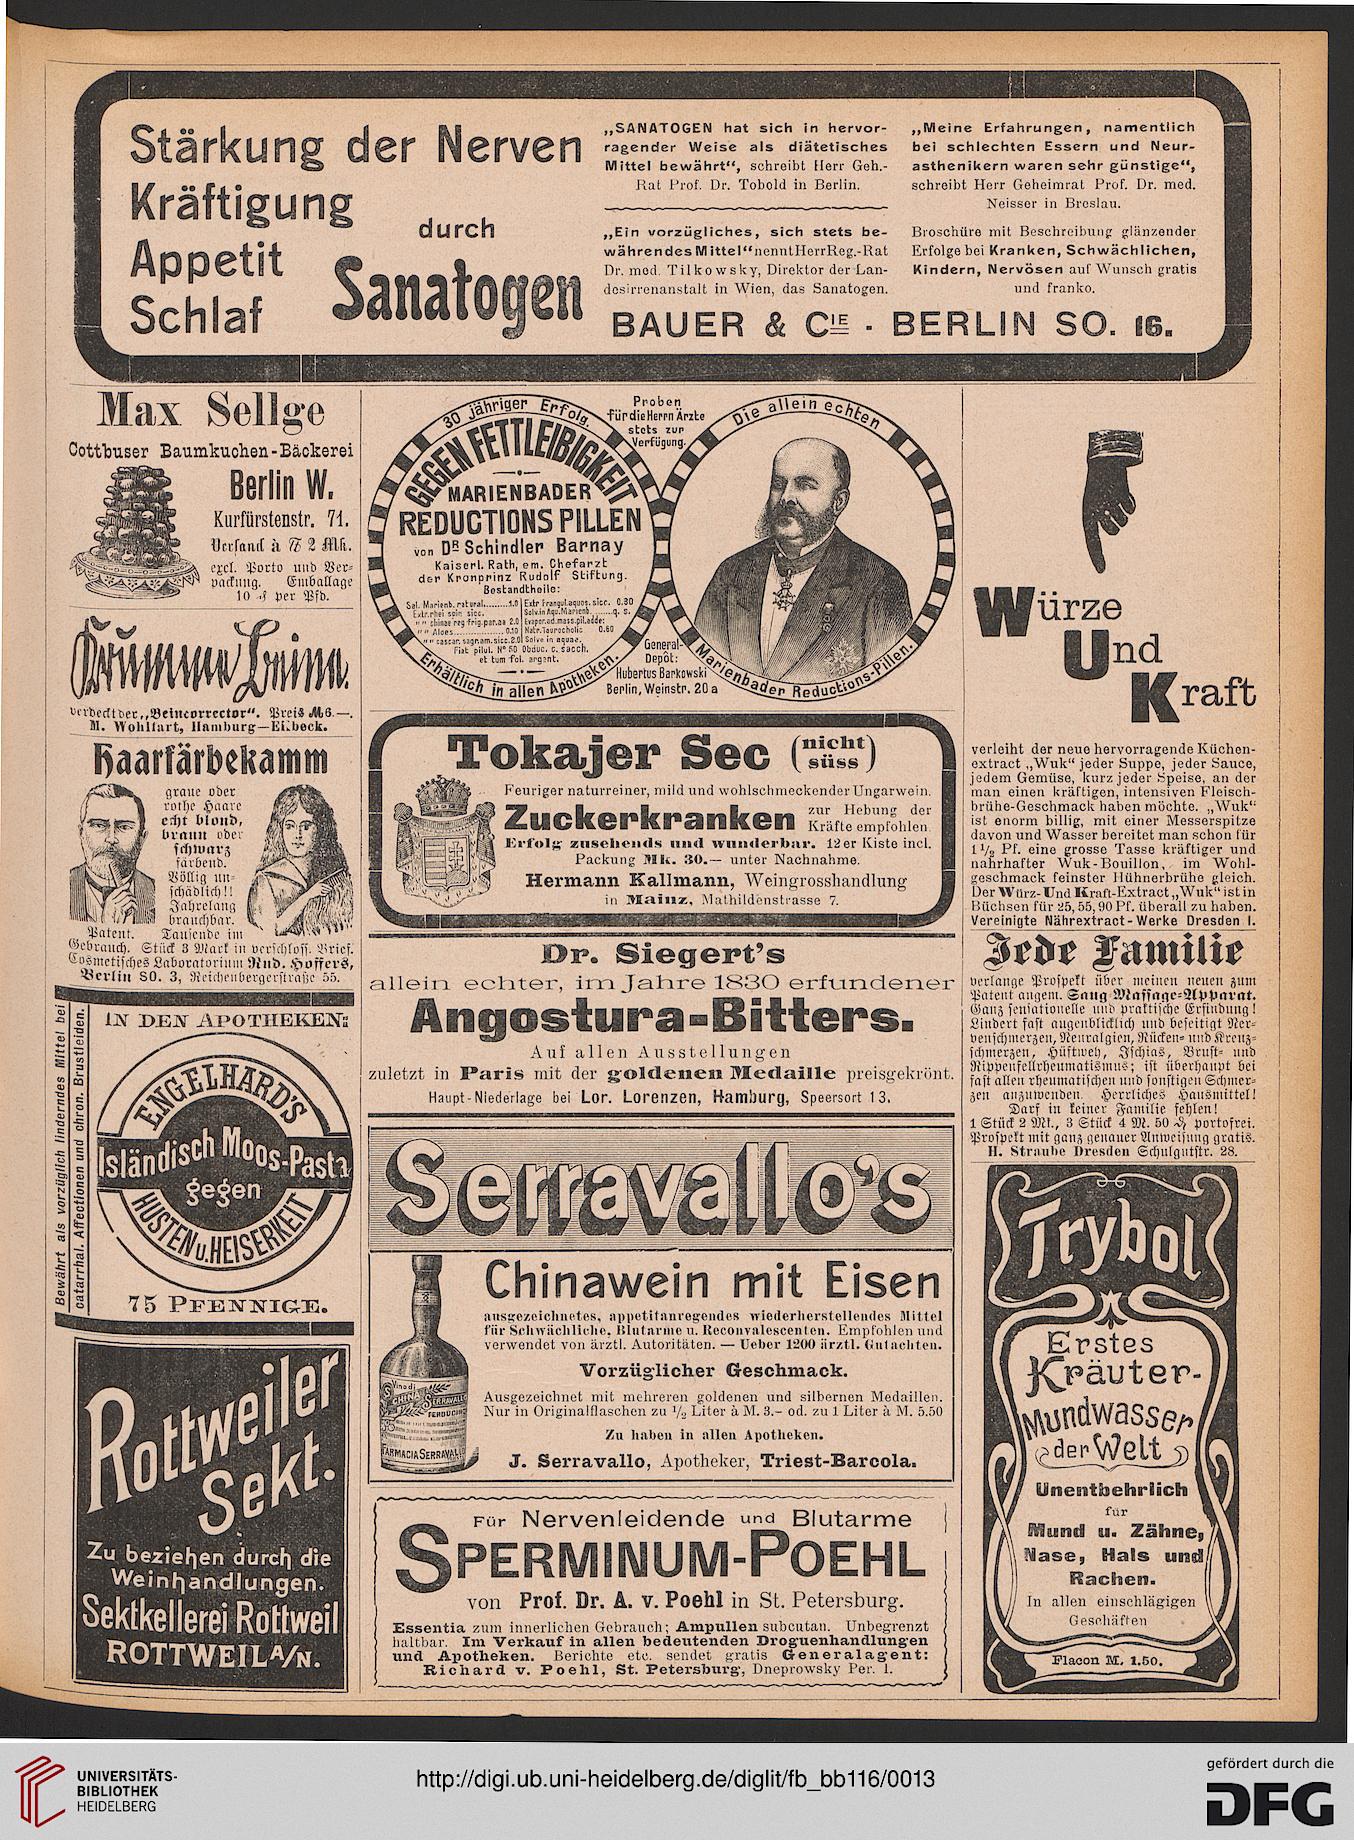 Stärkung der Nerven
Kräftigung
Appetit
Schlaf
durch
Sanatogen
„SANATOGEN hat sich in hervor-
ragender Weise als diätetisches
Mittel bewährt“, schreibt Herr Geh.-
Rat Prof. Dr. Tobold in Berlin.
„Ein vorzügliches, sich stets be-
währendes Mittel“ nennt Herr Reg.-Rat
Dr. med. Tilkowsky, Direktor der Lan-
desirrenanstalt in Wien, das Sanatogen.
„Meine Erfahrungen, namentlich
bei schlechten Essern und Neur-
asthenikern waren sehr günstige“,
schreibt Herr Geheimrat Prof. Dr. med.
Neisser in Breslau.
Broschüre mit Beschreibung glänzender
Erfolge bei Kranken, Schwächlichen,
Kindern, Nervösen auf Wunsch gratis
und franko.
BAUER & CIE · BERLIN SO. 16.
Max Sellge
Cottbuser Baumkuchen-Bäckerei
Berlin W.
Kurfürstenstr. 71.
Versand à ℔ 2 Mk.
excl. Porto und Ver-
packung. Emballage
10 ₰ per Pfd.
Krumme Beine
verdeckt der „Beincorrector“. Preis M 6.—.
M. Wohlfart, Hamburg—Eilbeck.
Haarfärbekamm
graue oder
rothe Haare
echt blond,
braun oder
schwarz
färbend.
Völlig un-
schädlich!!
Jahrelang
brauchbar.
Patent. Tausende im
Gebrauch. Stück 3 Mark in verschloss. Brief.
Cosmetisches Laboratorium Rud. Hoffers,
Berlin SO. 3, Reichenbergerstraße 55.
Bewährt als vorzüglich linderndes Mittel bei
catarrhal. Affectionen und chron. Brustleiden.
IN DEN APOTHEKEN:
ENGELHARD'S
Isländisch Moos-Pasta
gegen
HUSTEN u. HEISERKEIT
75 PFENNIGE.
Rottweiler
Sekt.
Zu beziehen durch die
Weinhandlungen.
Sektkellerei Rottweil
ROTTWEIL A/N.
30 jähriger Erfolg.
GEGEN FETTLEIBIGKEIT
MARIENBADER
REDUCTIONS PILLEN
von DR Schindler Barnay
Kaiserl. Rath, em. Chefarzt
der Kronprinz Rudolf Stiftung.
Bestandtheile:
Erhältlich in allen Apotheken.
Proben
für die Herrn Ärzte
stets zur
Verfügung.
Die allein echten
Marienbader Reductions-Pillen.
General-
Depôt:
Hubertus Barkowski
Berlin, Weinstr. 20 a
Tokajer Sec (nicht süss)
Feuriger naturreiner, mild und wohlschmeckender Ungarwein.
Zuckerkranken zur Hebung der
Kräfte empfohlen.
Erfolg zusehends und wunderbar. 12er Kiste incl.
Packung Mk. 30.— unter Nachnahme.
Hermann Kallmann, Weingrosshandlung
in Mainz, Mathildenstrasse 7.
Dr. Siegert's
allein echter, im Jahre 1830 erfundener
Angostura-Bitters.
Auf allen Ausstellungen
zuletzt in Paris mit der goldenen Medaille preisgekrönt.
Haupt-Niederlage bei Lor. Lorenzen, Hamburg, Speersort 13.
Serravallo's
Chinawein mit Eisen
ausgezeichnetes, appetitanregendes wiederherstellendes Mittel
für Schwächliche, Blutarme u. Reconvalescenten. Empfohlen und
verwendet von ärztl. Autoritäten. — Ueber 1200 ärztl. Gutachten.
Vorzüglicher Geschmack.
Ausgezeichnet mit mehreren goldenen und silbernen Medaillen.
Nur in Originalflaschen zu 1/2 Liter à M. 3.- od. zu 1 Liter à M. 5.50
Zu haben in allen Apotheken.
J. Serravallo, Apotheker, Triest-Barcola.
Für Nervenleidende und Blutarme
SPERMINUM-POEHL
von Prof. Dr. A. v. Poehl in St. Petersburg.
Essentia zum innerlichen Gebrauch; Ampullen subcutan. Unbegrenzt
haltbar. Im Verkauf in allen bedeutenden Droguenhandlungen
und Apotheken. Berichte etc. sendet gratis Generalagent:
Richard v. Poehl, St. Petersburg, Dneprowsky Per. 1.
Würze
Und
Kraft
verleiht der neue hervorragende Küchen-
extract „Wuk“ jeder Suppe, jeder Sauce,
jedem Gemüse, kurz jeder Speise, an der
man einen kräftigen, intensiven Fleisch-
brühe-Geschmack haben möchte. „Wuk“
ist enorm billig, mit einer Messerspitze
davon und Wasser bereitet man schon für
1 1/2 Pf. eine grosse Tasse kräftiger und
nahrhafter Wuk-Bouillon, im Wohl-
geschmack feinster Hühnerbrühe gleich.
Der Würz-Und Kraft-Extract „Wuk“ ist in
Büchsen für 25, 55, 90 Pf. überall zu haben.
Vereinigte Nährextract-Werke Dresden I.
Jede Familie
verlange Prospekt über meinen neuen zum
Patent angem. Saug-Massage-Apparat.
Ganz sensationelle und praktische Erfindung!
Lindert fast augenblicklich und beseitigt Ner-
venschmerzen, Neuralgien, Rücken- und Kreuz-
schmerzen, Hüftweh, Ischias, Brust- und
Rippenfellrheumatismus; ist überhaupt bei
fast allen rheumatischen und sonstigen Schmer-
zen anzuwenden. Herrliches Hausmittel!
Darf in keiner Familie fehlen!
1 Stück 2 Mk., 3 Stück 4 M. 50 ₰ portofrei.
Prospekt mit ganz genauer Anweisung gratis.
H. Straube Dresden Schulgutstr. 28.
Trybol
Erstes
Kräuter-
Mundwasser
der Welt
Unentbehrlich
für
Mund u. Zähne,
Nase, Hals und
Rachen.
In allen einschlägigen
Geschäften
Flacon M. 1.50.
UNIVERSITÄTS-
BIBLIOTHEK
HEIDELBERG
http://digi.ub.uni-heidelberg.de/diglit/fb_bb116/0013
gefördert durch die
DFG